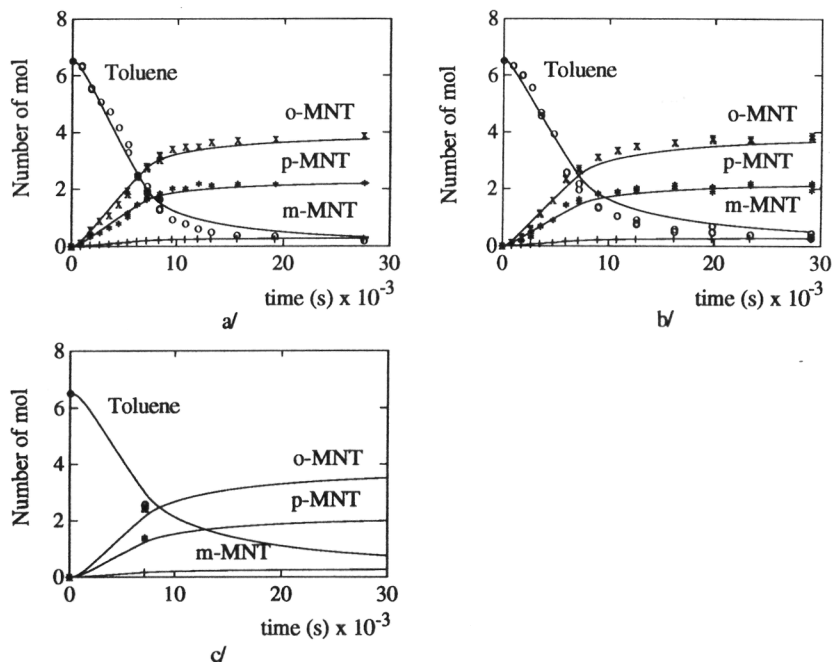 8
6
4
2
0
Number of mol
Toluene
o-MNT
p-MNT
m-MNT
0
10
20
30
time (s) x 10⁻³
a/
8
6
4
2
0
Number of mol
Toluene
o-MNT
p-MNT
m-MNT
0
10
20
30
time (s) x 10⁻³
b/
8
6
4
2
0
Number of mol
Toluene
o-MNT
p-MNT
m-MNT
0
10
20
30
time (s) x 10⁻³
c/